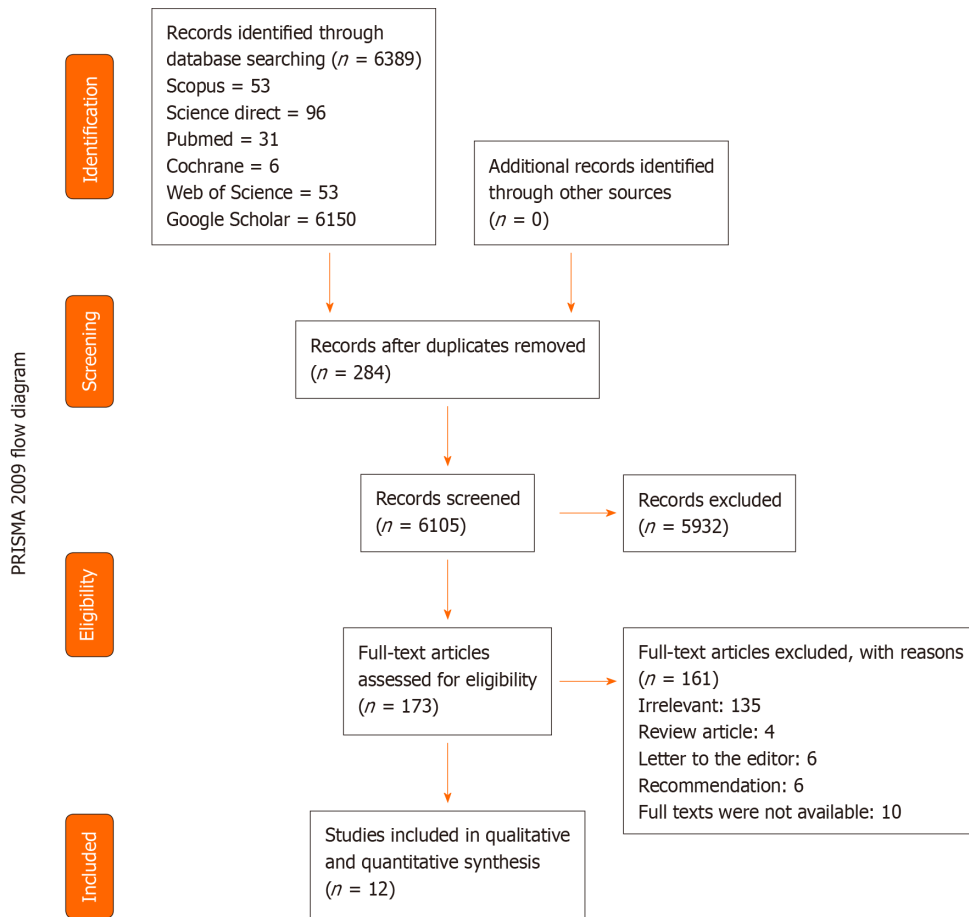 PRISMA 2009 flow diagram
Identification
Records identified through
database searching (n = 6389)
Scopus = 53
Science direct = 96
Pubmed = 31
Cochrane = 6
Web of Science = 53
Google Scholar = 6150
Additional records identified
through other sources
(n = 0)
Screening
Records after duplicates removed
(n = 284)
Records screened
(n = 6105)
Records excluded
(n = 5932)
Eligibility
Full-text articles
assessed for eligibility
(n = 173)
Full-text articles excluded, with reasons
(n = 161)
Irrelevant: 135
Review article: 4
Letter to the editor: 6
Recommendation: 6
Full texts were not available: 10
Included
Studies included in qualitative
and quantitative synthesis
(n = 12)